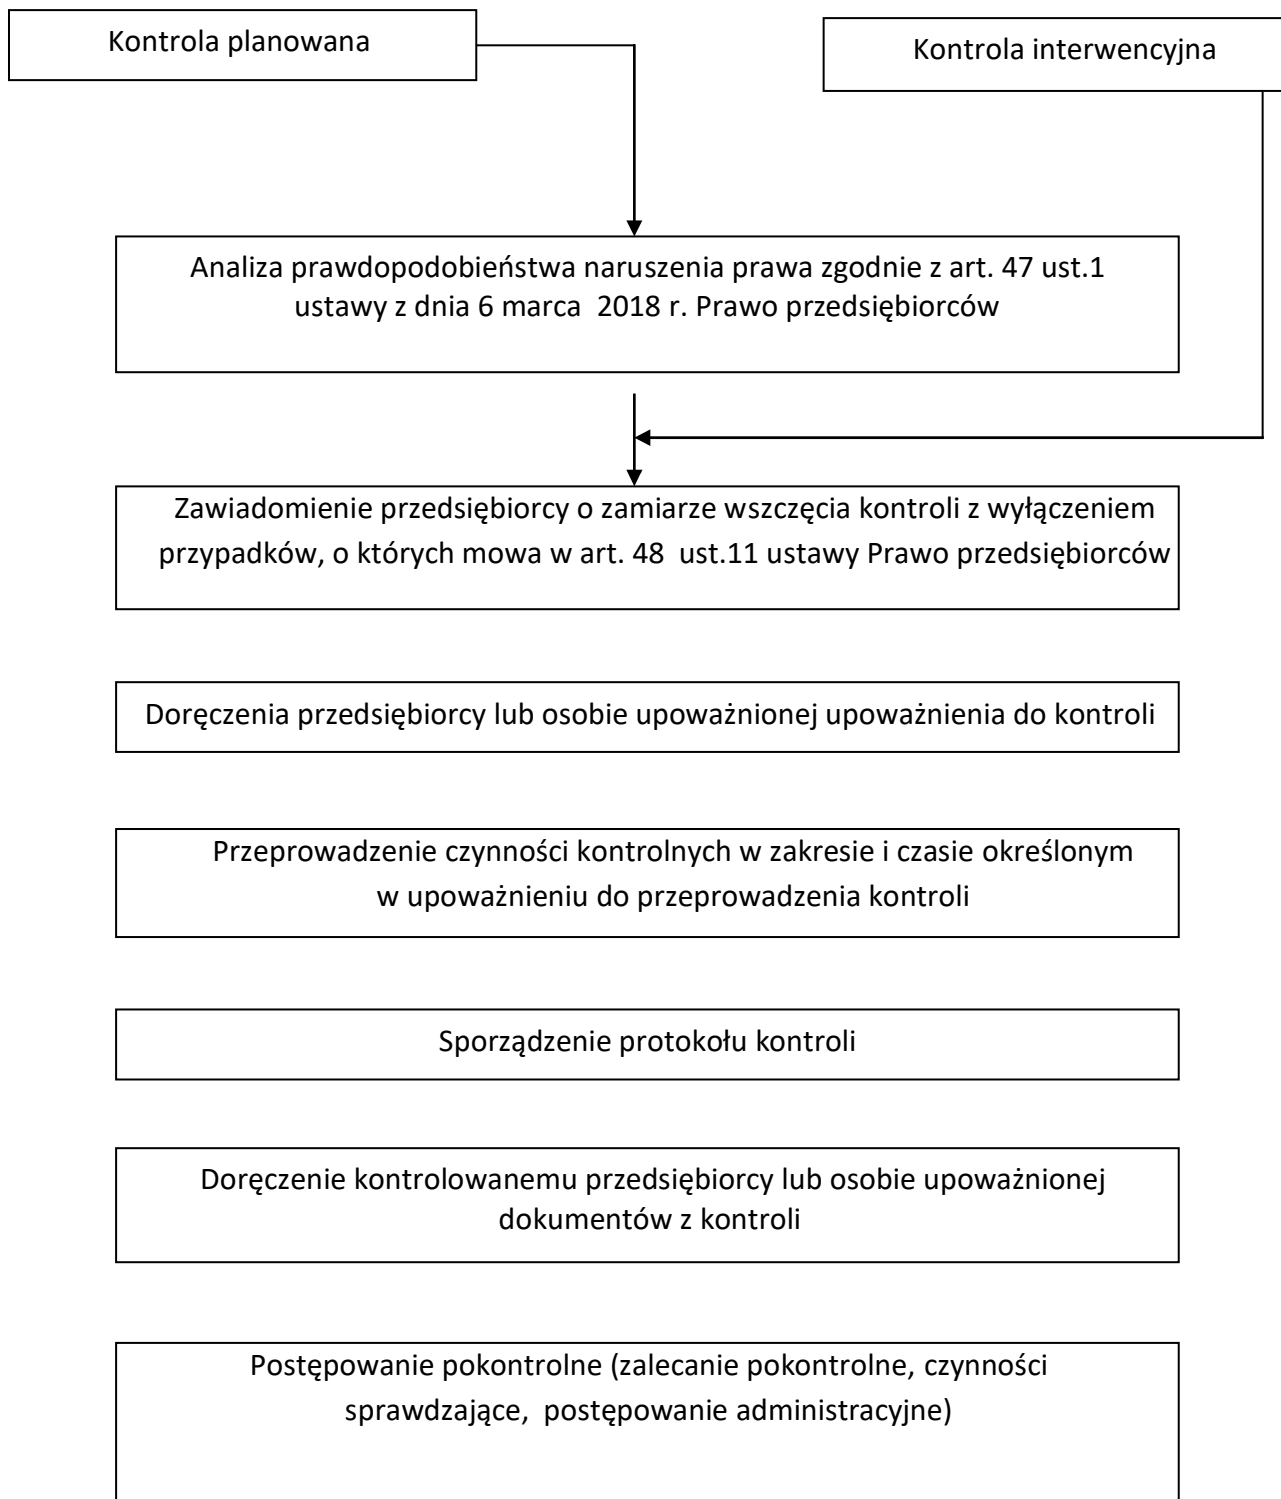 Kontrola planowana
Kontrola interwencyjna
Analiza prawdopodobieństwa naruszenia prawa zgodnie z art. 47 ust.1
ustawy z dnia 6 marca  2018 r. Prawo przedsiębiorców
Zawiadomienie przedsiębiorcy o zamiarze wszczęcia kontroli z wyłączeniem
przypadków, o których mowa w art. 48  ust.11 ustawy Prawo przedsiębiorców
Doręczenia przedsiębiorcy lub osobie upoważnionej upoważnienia do kontroli
Przeprowadzenie czynności kontrolnych w zakresie i czasie określonym
w upoważnieniu do przeprowadzenia kontroli
Sporządzenie protokołu kontroli
Doręczenie kontrolowanemu przedsiębiorcy lub osobie upoważnionej
dokumentów z kontroli
Postępowanie pokontrolne (zalecanie pokontrolne, czynności
sprawdzające,  postępowanie administracyjne)